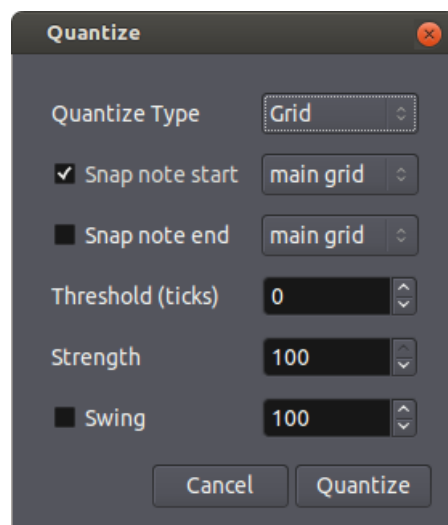 Quantize
Quantize Type Grid
Snap note start main grid
Snap note end main grid
Threshold (ticks) 0
Strength 100
Swing 100
Cancel Quantize